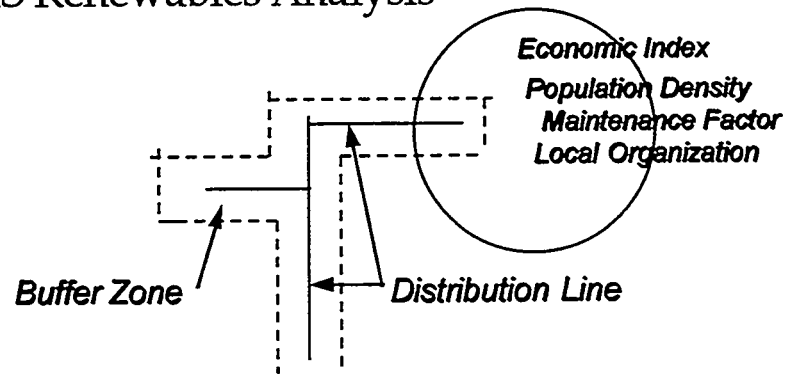 Renewables Analysis
Economic Index
Population Density
Maintenance Factor
Local Organization
Buffer Zone
Distribution Line